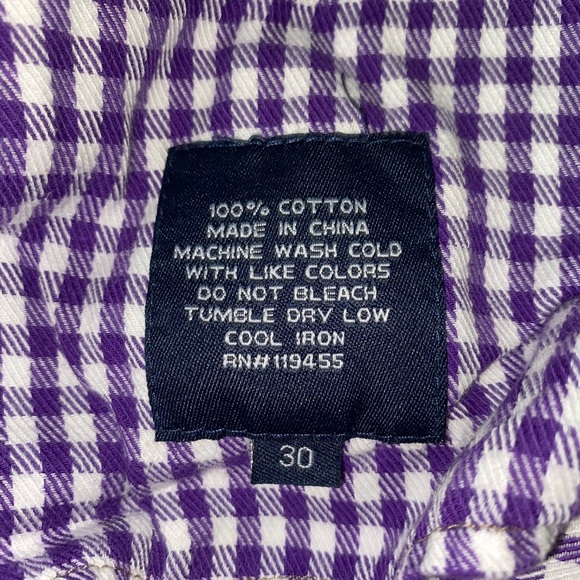 100% COTTON
MADE IN CHINA
MACHINE WASH COLD
WITH LIKE COLORS
DO NOT BLEACH
TUMBLE DRY LOW
COOL IRON
RN#119455
30